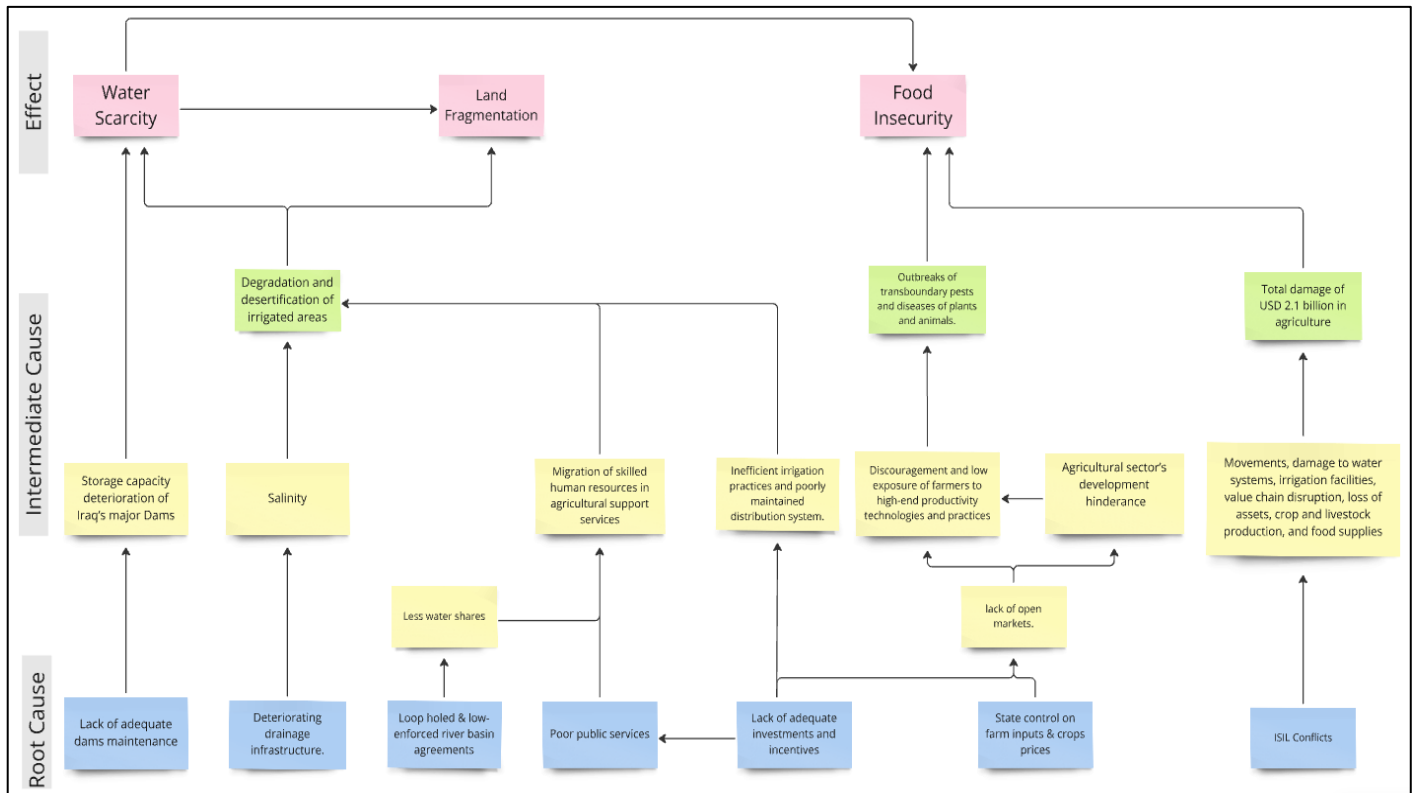 Effect
Water
Scarcity
Land
Fragmentation
Food
Insecurity
Intermediate Cause
Degradation and
desertification of
irrigated areas
Outbreaks of
transboundary pests
and diseases of plants
and animals.
Total damage of
USD 2.1 billion in
agriculture
Storage capacity
deterioration of
Iraq's major Dams
Salinity
Migration of skilled
human resources in
agricultural support
services
Inefficient irrigation
practices and poorly
maintained
distribution system.
Discouragement and low
exposure of farmers to
high-end productivity
technologies and practices
Agricultural sector's
development
hinderance
Movements, damage to water
systems, irrigation facilities,
value chain disruption, loss of
assets, crop and livestock
production, and food supplies
Less water shares
lack of open
markets.
Root Cause
Lack of adequate
dams maintenance
Deteriorating
drainage
infrastructure.
Loop holed & low-
enforced river basin
agreements
Poor public services
Lack of adequate
investments and
incentives
State control on
farm inputs & crops
prices
ISIL Conflicts